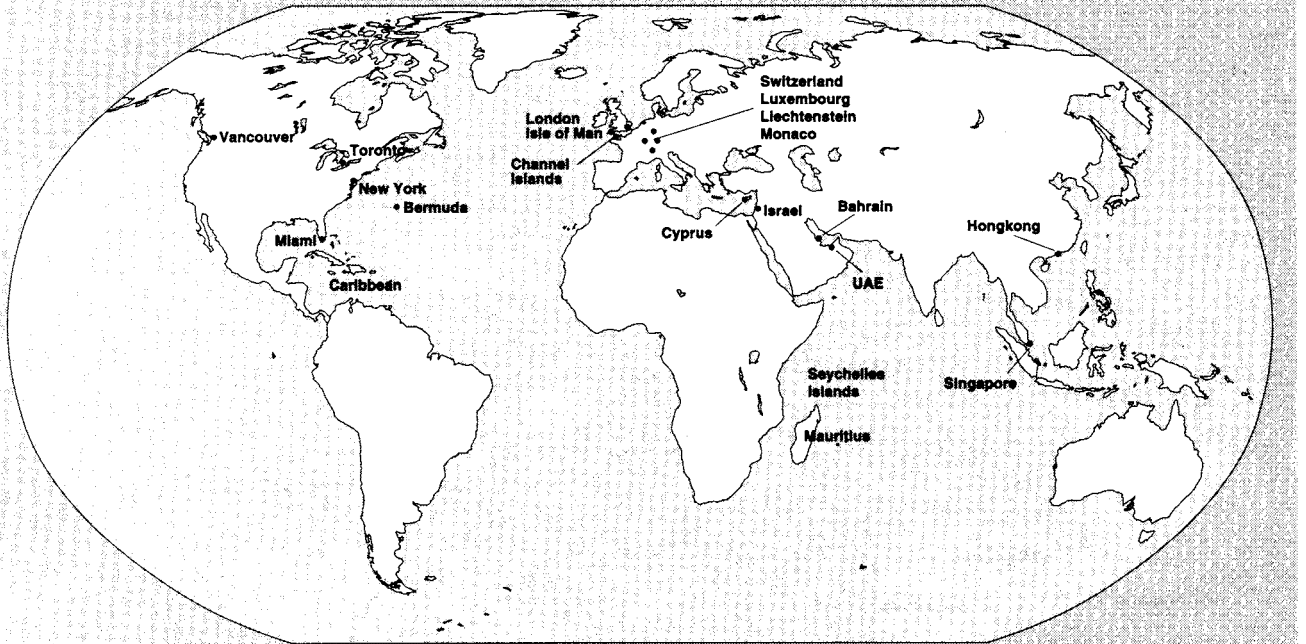 Switzerland
Luxembourg
Liechtenstein
Monaco
London
Isle of Man
Vancouver
Toronto
Channel
Islands
New York
Bermuda
Israel
Bahrain
Cyprus
Hongkong
Miami
Caribbean
UAE
Seychelles
Islands
Singapore
Mauritius